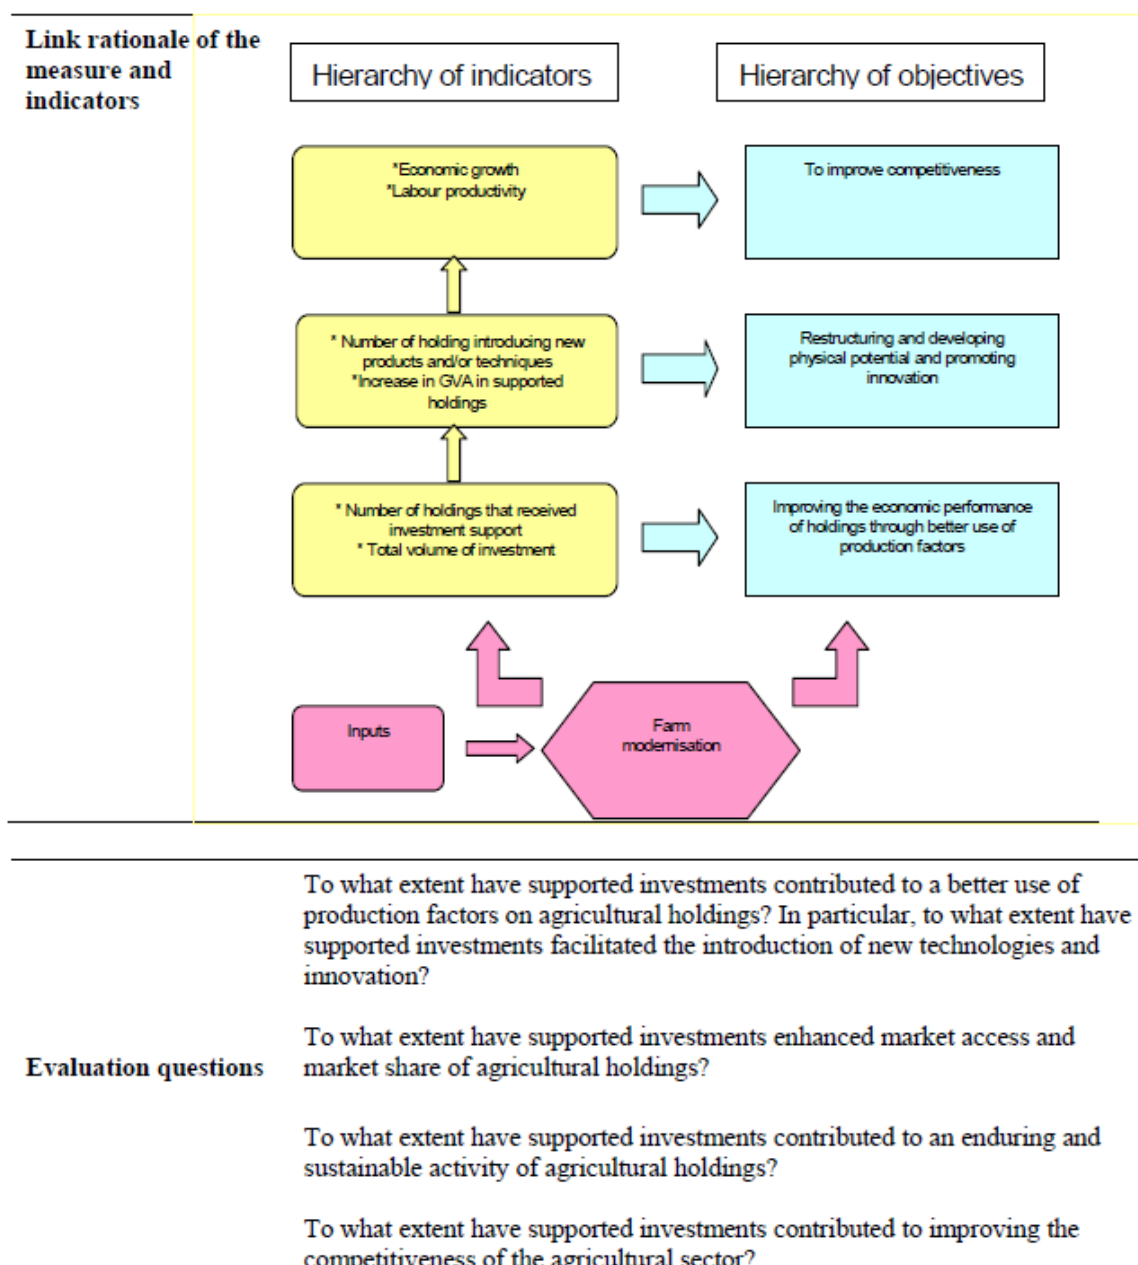 Link rationale of the
measure and
indicators
Hierarchy of indicators
Hierarchy of objectives
*Economic growth
*Labour productivity
To improve competitiveness
* Number of holding introducing new
products and/or techniques
*Increase in GVA in supported
holdings
Restructuring and developing
physical potential and promoting
innovation
* Number of holdings that received
investment support
* Total volume of investment
Improving the economic performance
of holdings through better use of
production factors
Inputs
Farm
modernisation
Evaluation questions
To what extent have supported investments contributed to a better use of
production factors on agricultural holdings? In particular, to what extent have
supported investments facilitated the introduction of new technologies and
innovation?
To what extent have supported investments enhanced market access and
market share of agricultural holdings?
To what extent have supported investments contributed to an enduring and
sustainable activity of agricultural holdings?
To what extent have supported investments contributed to improving the
competitiveness of the agricultural sector?